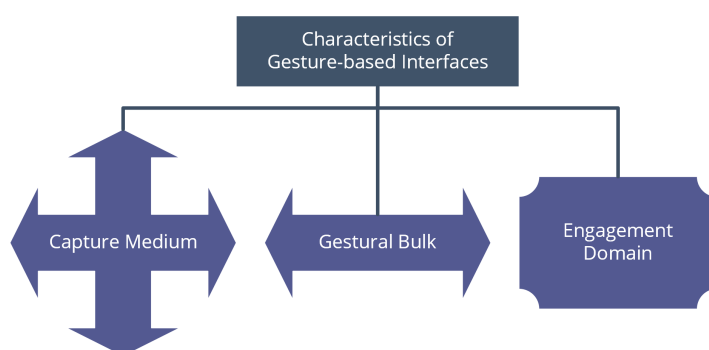 Characteristics of
Gesture-based Interfaces
Capture Medium
Gestural Bulk
Engagement
Domain